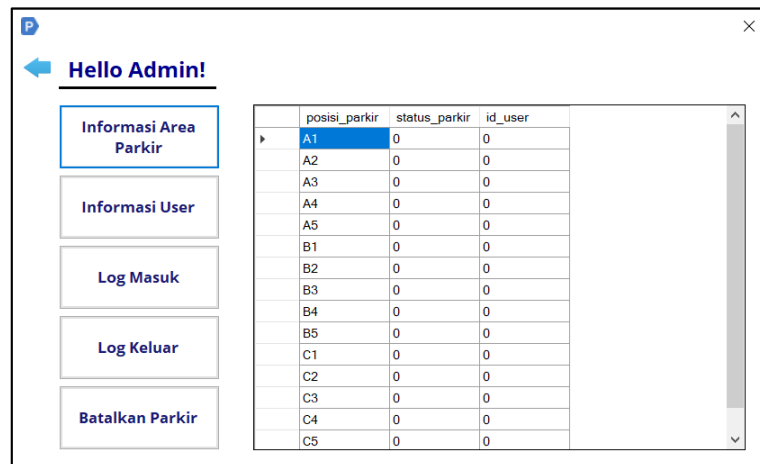 P
Hello Admin!
Informasi Area
Parkir
Informasi User
Log Masuk
Log Keluar
Batalkan Parkir
posisi_parkir status_parkir id_user
A1 0 0
A2 0 0
A3 0 0
A4 0 0
A5 0 0
B1 0 0
B2 0 0
B3 0 0
B4 0 0
B5 0 0
C1 0 0
C2 0 0
C3 0 0
C4 0 0
C5 0 0